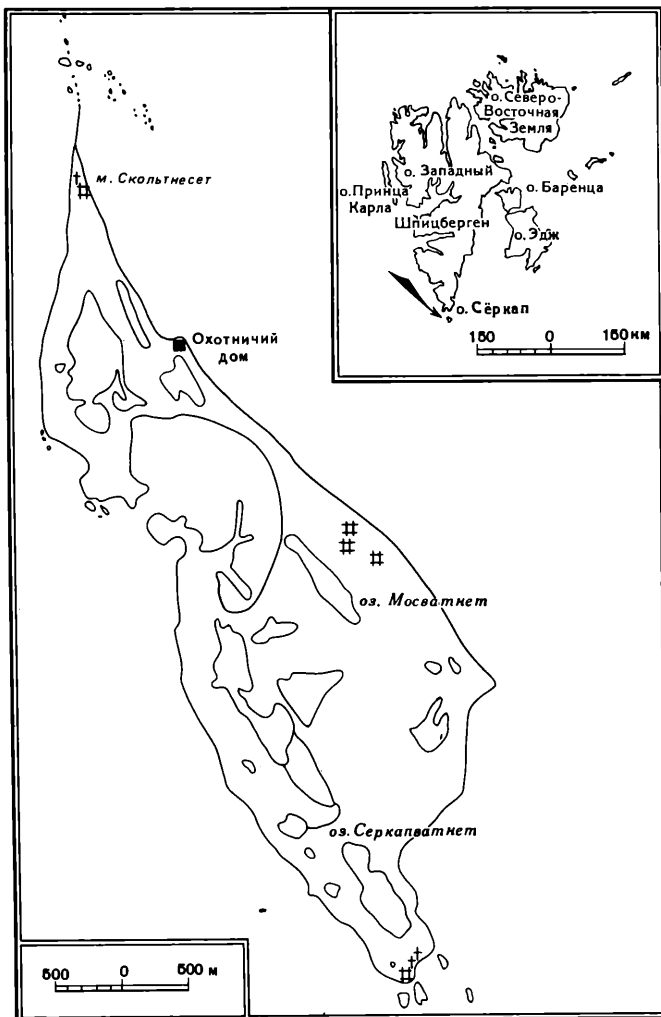 м. Скольтнесет
Охотничий
дом
оз. Мосватнет
оз. Серкапватнет
500 0 500 м
о. Северо-
Восточная
Земля
о. Западный
о. Баренца
о. Принца
Карла
Шпицберген
о. Эдж
о. Сёркап
150 0 150 км